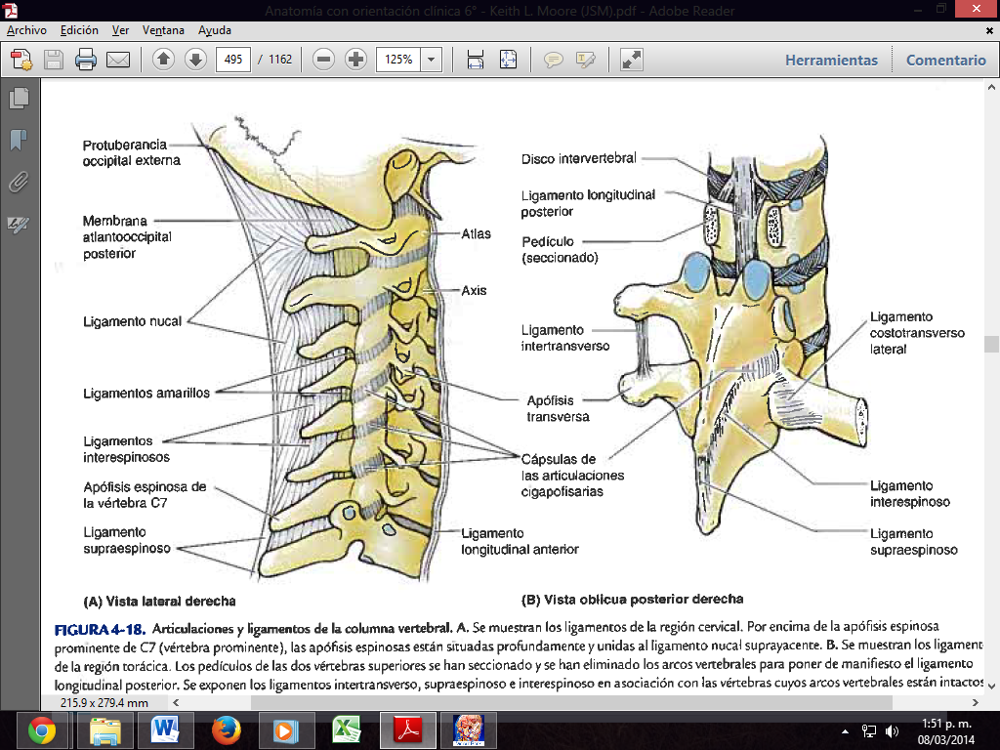 Anatomía con orientación clínica 6° - Keith L. Moore (JSM).pdf - Adobe Reader
Archivo Edición Ver Ventana Ayuda
495 / 1162
125%
Herramientas Comentario
Protuberancia
occipital externa
Membrana
atlantooccipital
posterior
Ligamento nucal
Ligamentos amarillos
Ligamentos
interespinosos
Apófisis espinosa de
la vértebra C7
Ligamento
supraespinoso
Atlas
Axis
Ligamento
longitudinal anterior
(A) Vista lateral derecha
Disco intervertebral
Ligamento longitudinal
posterior
Pedículo
(seccionado)
Ligamento
intertransverso
Apófisis
transversa
Cápsulas de
las articulaciones
cigapofisarias
Ligamento
costotransverso
lateral
Ligamento
interespinoso
Ligamento
supraespinoso
(B) Vista oblicua posterior derecha
FIGURA 4-18. Articulaciones y ligamentos de la columna vertebral. A. Se muestran los ligamentos de la región cervical. Por encima de la apófisis espinosa
prominente de C7 (vértebra prominente), las apófisis espinosas están situadas profundamente y unidas al ligamento nucal suprayacente. B. Se muestran los ligament
de la región torácica. Los pedículos de las dos vértebras superiores se han seccionado y se han eliminado los arcos vertebrales para poner de manifiesto el ligamento
longitudinal posterior. Se exponen los ligamentos intertransverso, supraespinoso e interespinoso en asociación con las vértebras cuyos arcos vertebrales están intactos
215.9 x 279.4 mm
1:51 p. m.
08/03/2014